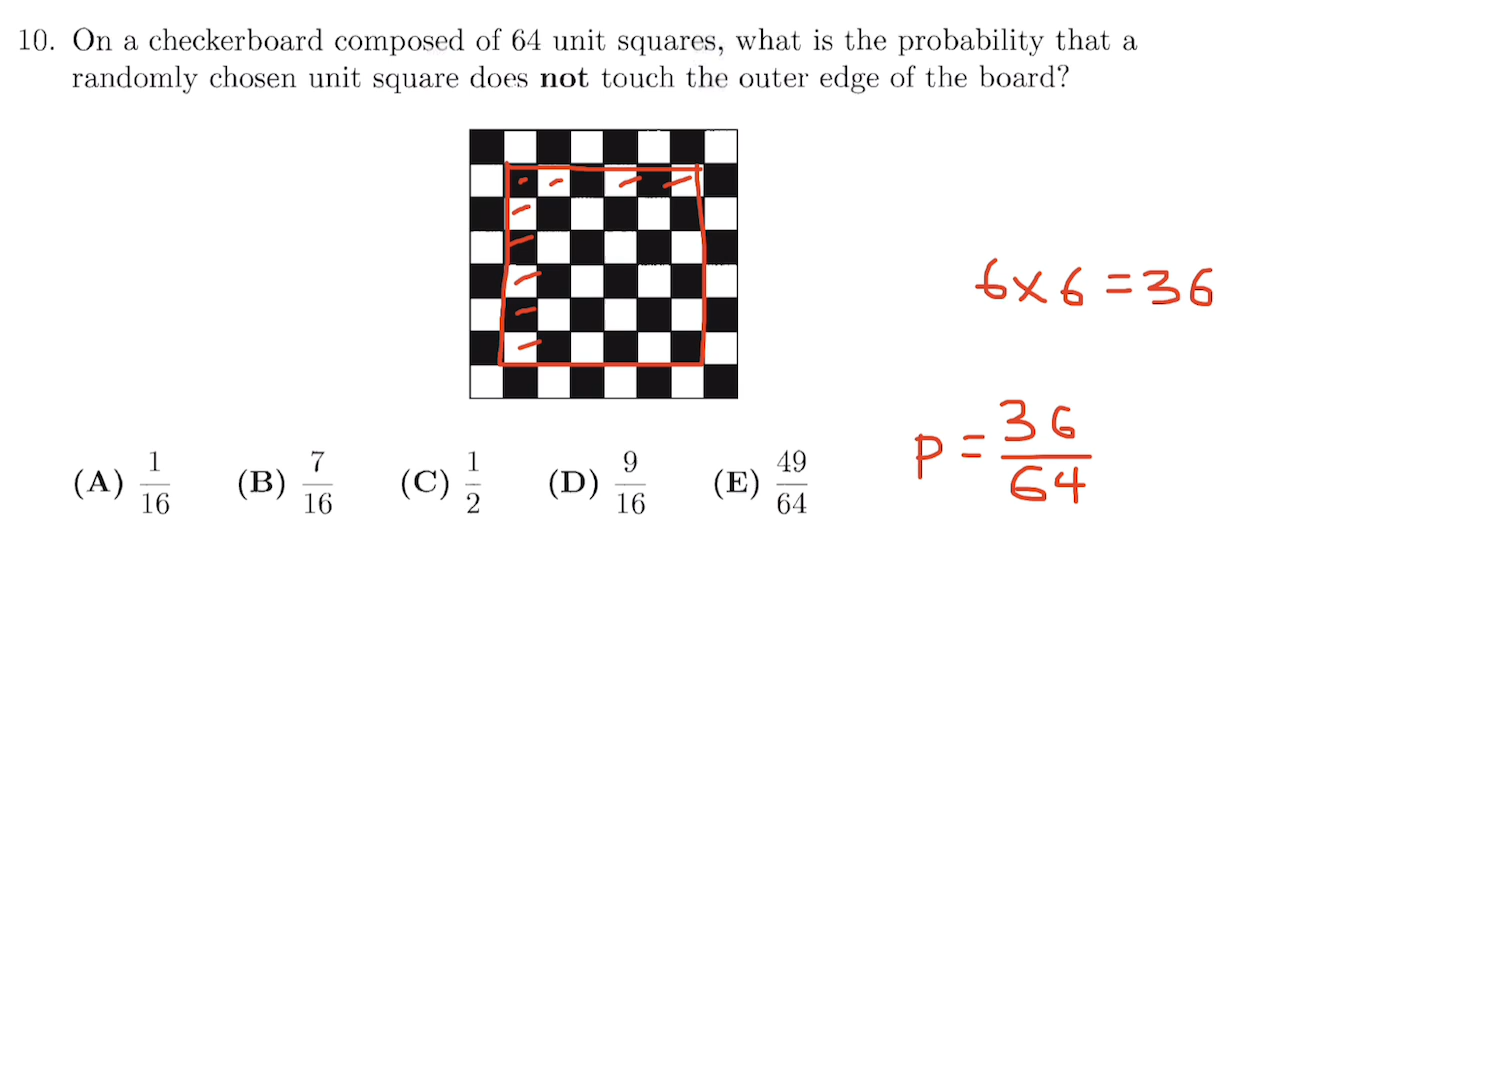 10. On a checkerboard composed of 64 unit squares, what is the probability that a
randomly chosen unit square does not touch the outer edge of the board?
6×6=36
P = 36/64
(A) 1/16 (B) 7/16 (C) 1/2 (D) 9/16 (E) 49/64